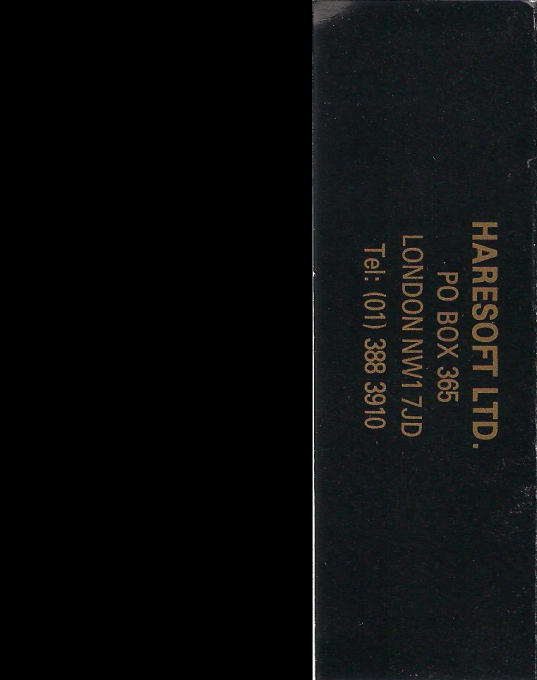 HARESOFT LTD.
PO BOX 365
LONDON NW1 7JD
Tel: (01) 388 3910